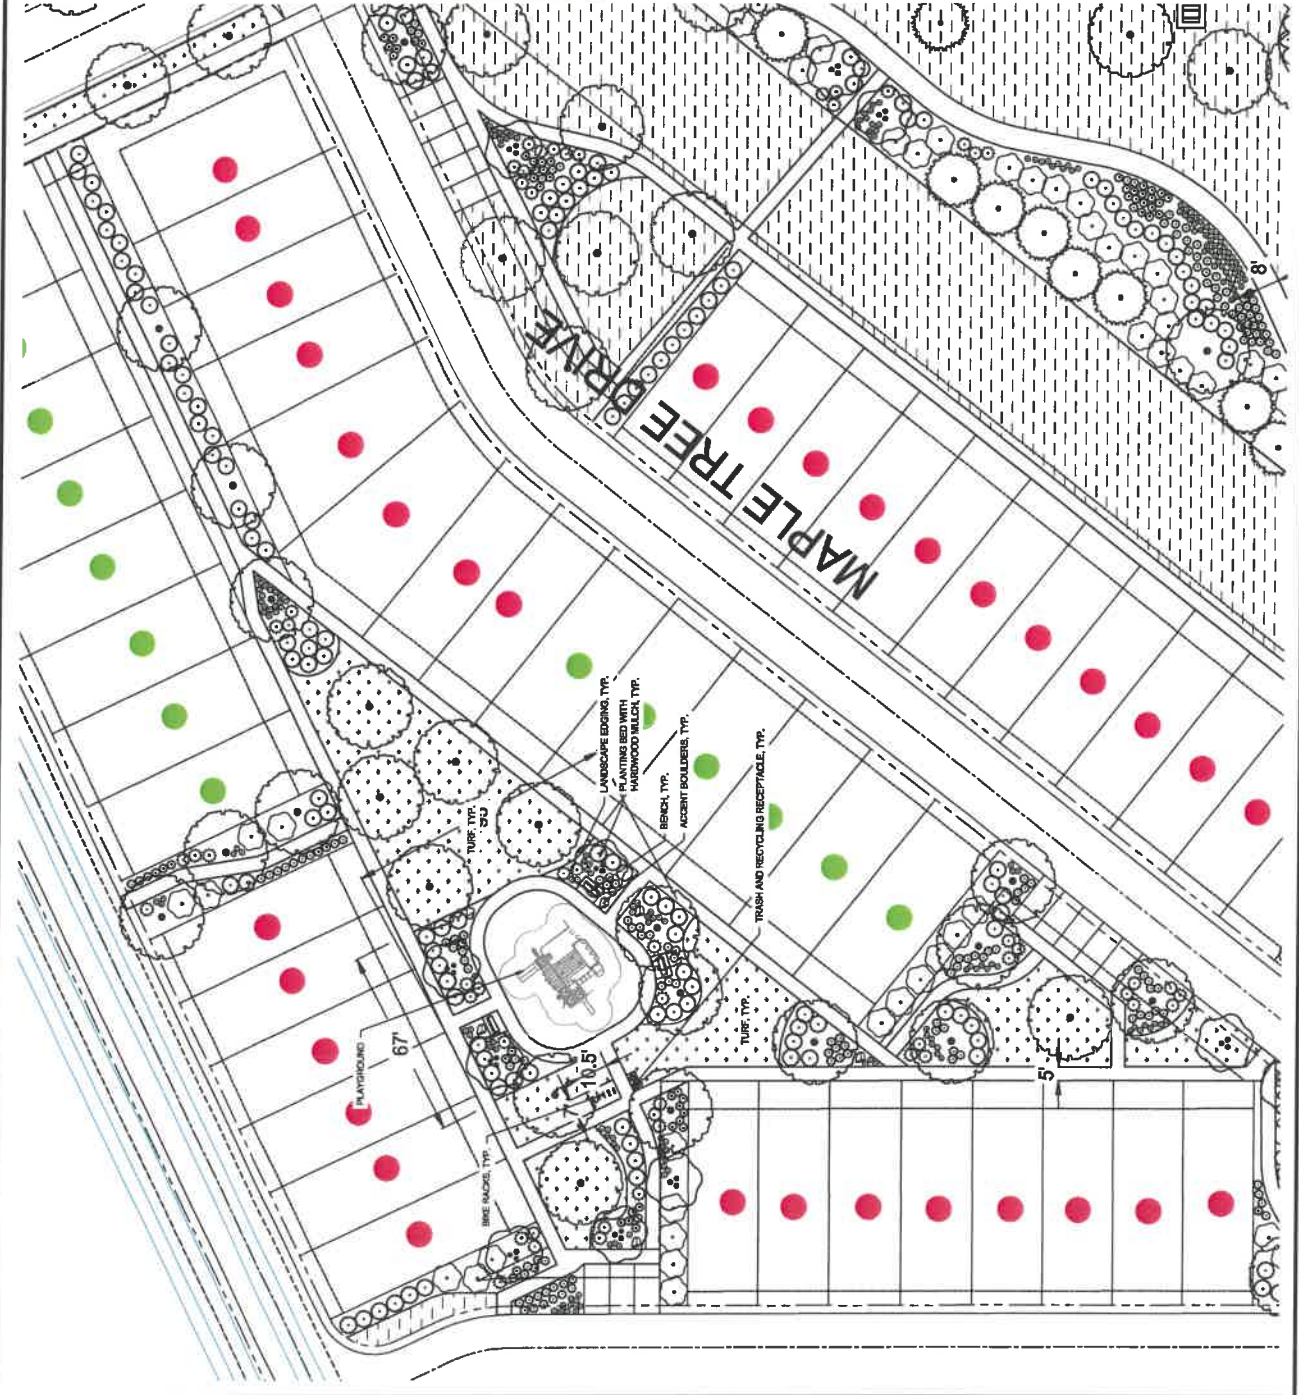 MAPLE TREE DRIVE
8'
LANDSCAPE EDGING, TYP.
PLANTING BED WITH
HARDWOOD MULCH, TYP.
BENCH, TYP.
ACCENT BOULDERS, TYP.
TRASH AND RECYCLING RECEPTACLE, TYP.
TURF, TYP.
PLAYGROUND
67'
10.5'
TURF, TYP.
5'
BIKE RACKS, TYP.